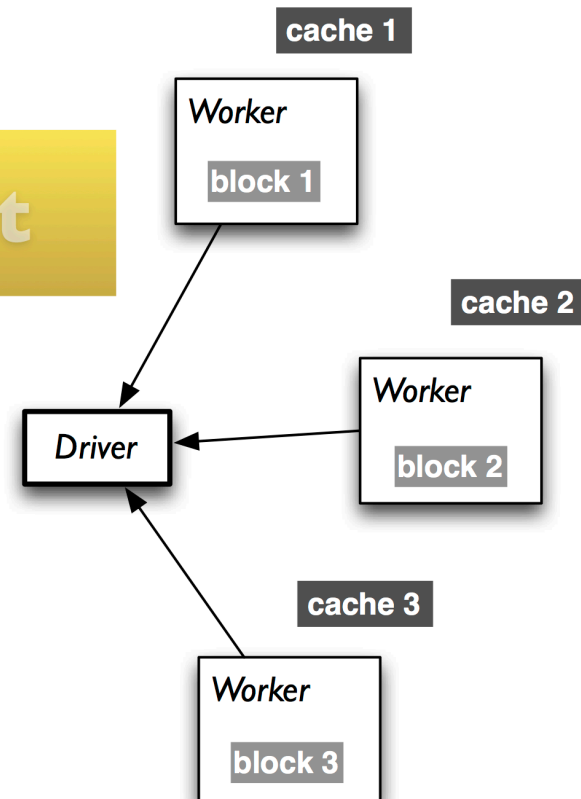 cache 1
Worker
block 1
t
cache 2
Worker
block 2
Driver
cache 3
Worker
block 3